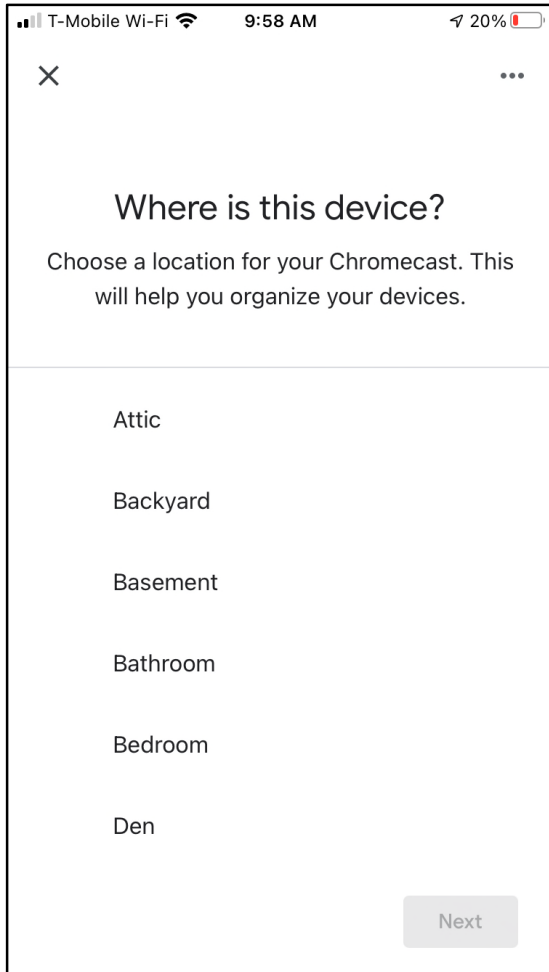 T-Mobile Wi-Fi 9:58 AM 20%
Where is this device?
Choose a location for your Chromecast. This
will help you organize your devices.
Attic
Backyard
Basement
Bathroom
Bedroom
Den
Next